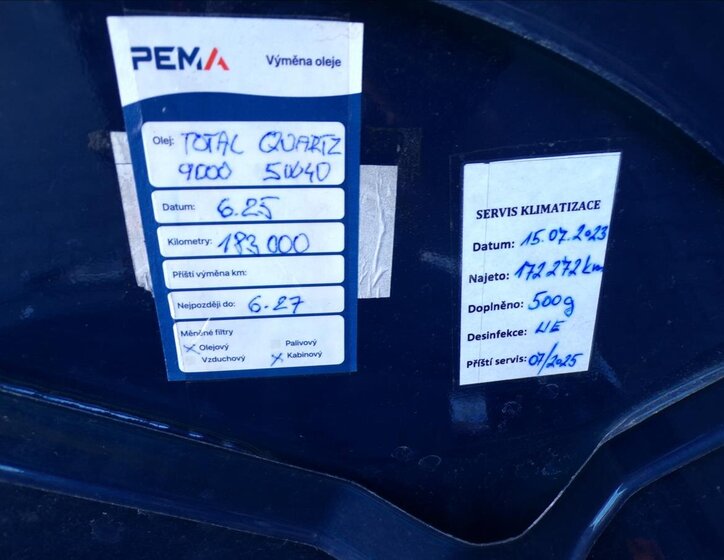 PEMA
Výměna oleje
Olej: TOTAL QUARTZ
9000 5W40
Datum: 6.25
Kilometry: 183 000
Příští výměna km:
Nejpozději do: 6.27
Měněné filtry
Olejový Palivový
Vzduchový Kabinový
SERVIS KLIMATIZACE
Datum: 15.07.2023
Najeto: 172 272 km
Doplněno: 500g
Desinfekce: NE
Příští servis: 07/2025